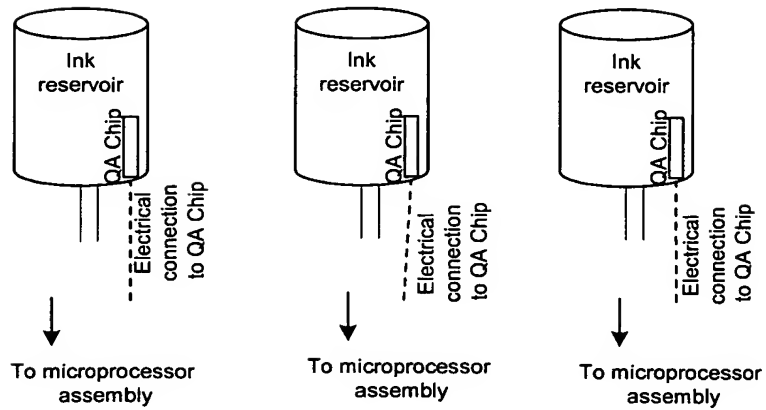 Ink
reservoir
QA Chip
Electrical
connection
to QA Chip
To microprocessor
assembly
Ink
reservoir
QA Chip
Electrical
connection
to QA Chip
To microprocessor
assembly
Ink
reservoir
QA Chip
Electrical
connection
to QA Chip
To microprocessor
assembly